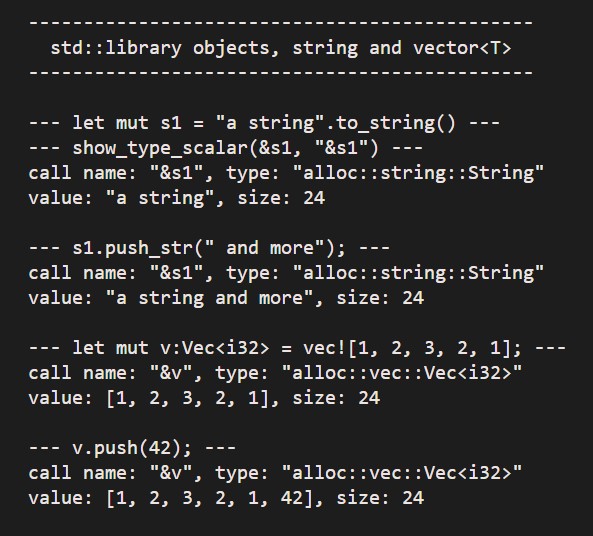 -----------------------------------------------
std::library objects, string and vector<T>
-----------------------------------------------
--- let mut s1 = "a string".to_string() ---
--- show_type_scalar(&s1, "&s1") ---
call name: "&s1", type: "alloc::string::String"
value: "a string", size: 24
--- s1.push_str(" and more"); ---
call name: "&s1", type: "alloc::string::String"
value: "a string and more", size: 24
--- let mut v:Vec<i32> = vec![1, 2, 3, 2, 1]; ---
call name: "&v", type: "alloc::vec::Vec<i32>"
value: [1, 2, 3, 2, 1], size: 24
--- v.push(42); ---
call name: "&v", type: "alloc::vec::Vec<i32>"
value: [1, 2, 3, 2, 1, 42], size: 24